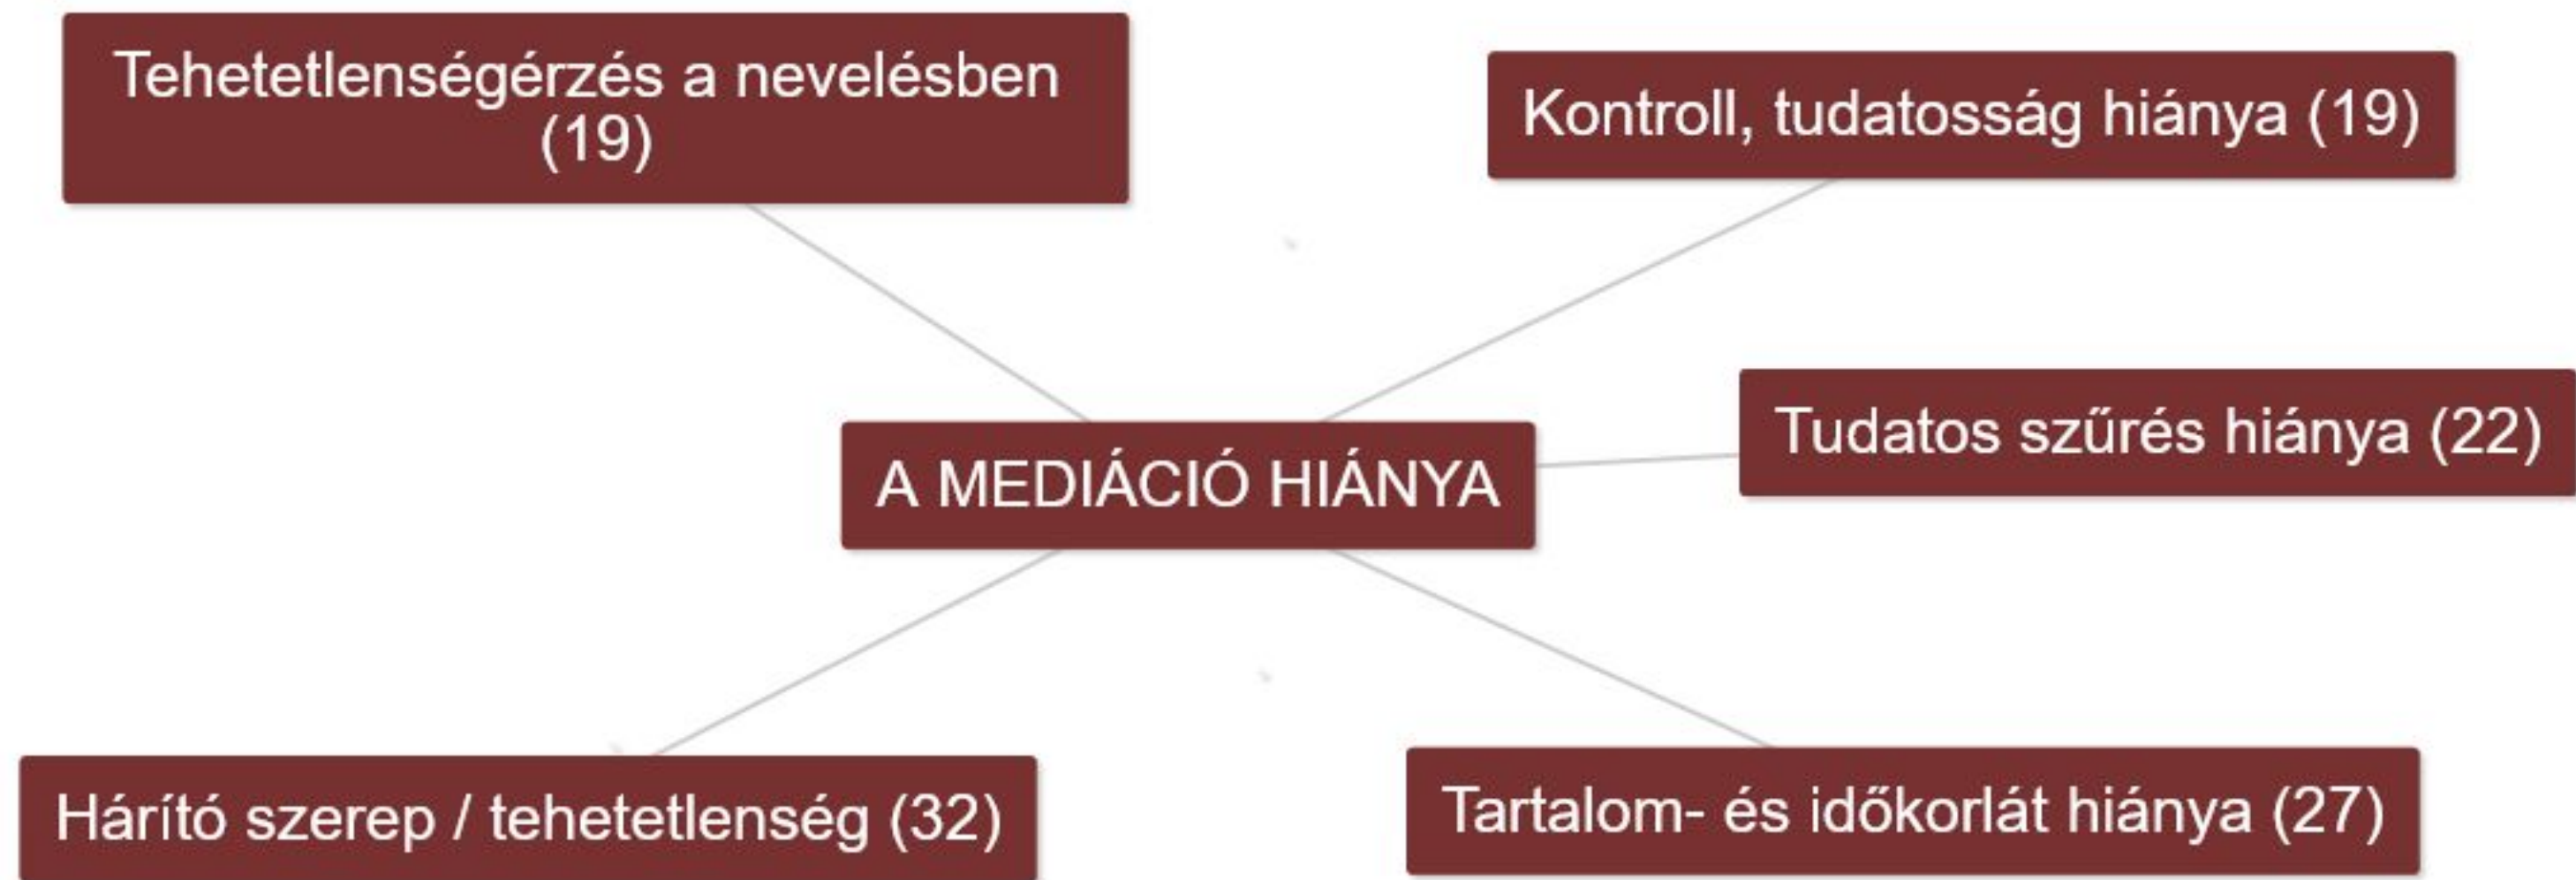 Tehetetlenségérzés a nevelésben
(19)
Kontroll, tudatosság hiánya (19)
Tudatos szűrés hiánya (22)
A MEDIÁCIÓ HIÁNYA
Hárító szerep / tehetetlenség (32)
Tartalom- és időkorlát hiánya (27)